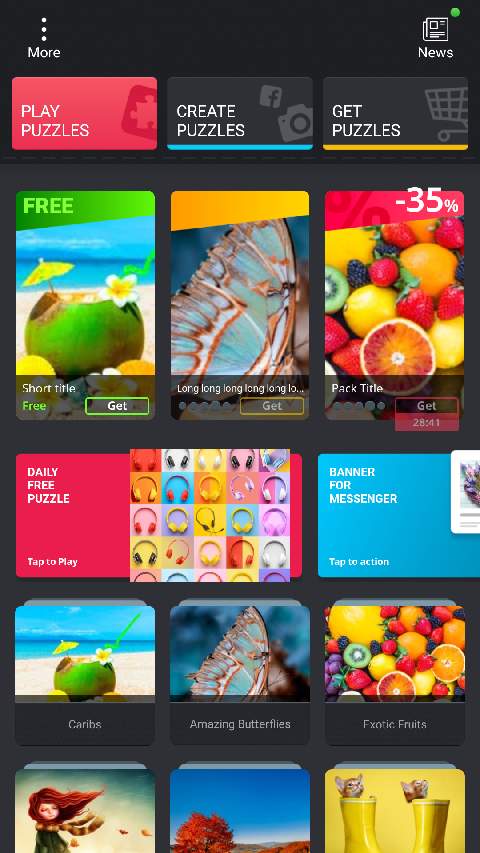 More
News
PLAY
PUZZLES
CREATE
PUZZLES
GET
PUZZLES
FREE
-35%
%
Short title
Free
Get
Long long long long long lo...
Get
Pack Title
Get
28:41
DAILY
FREE
PUZZLE
Tap to Play
BANNER
FOR
MESSENGER
Tap to action
Caribs
Amazing Butterflies
Exotic Fruits